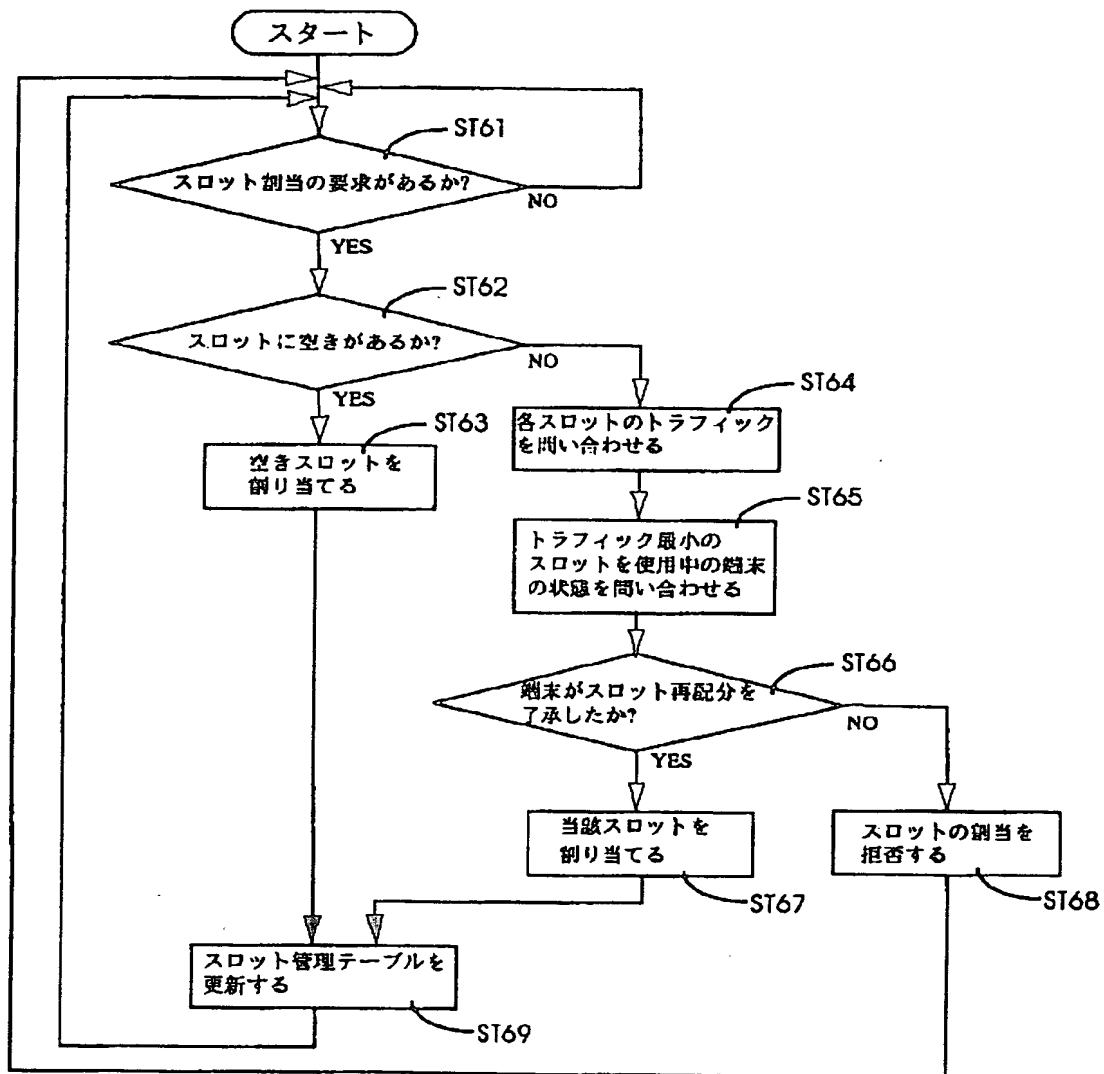 スタート
ST61
スロット割当の要求があるか?
NO
YES
ST62
スロットに空きがあるか?
NO
YES
ST64
各スロットのトラフィック
を問い合わせる
ST63
空きスロットを
割り当てる
ST65
トラフィック最小の
スロットを使用中の端末
の状態を問い合わせる
ST66
端末がスロット再配分を
了承したか?
NO
YES
当該スロットを
割り当てる
スロットの割当を
拒否する
ST67
ST68
スロット管理テーブルを
更新する
ST69